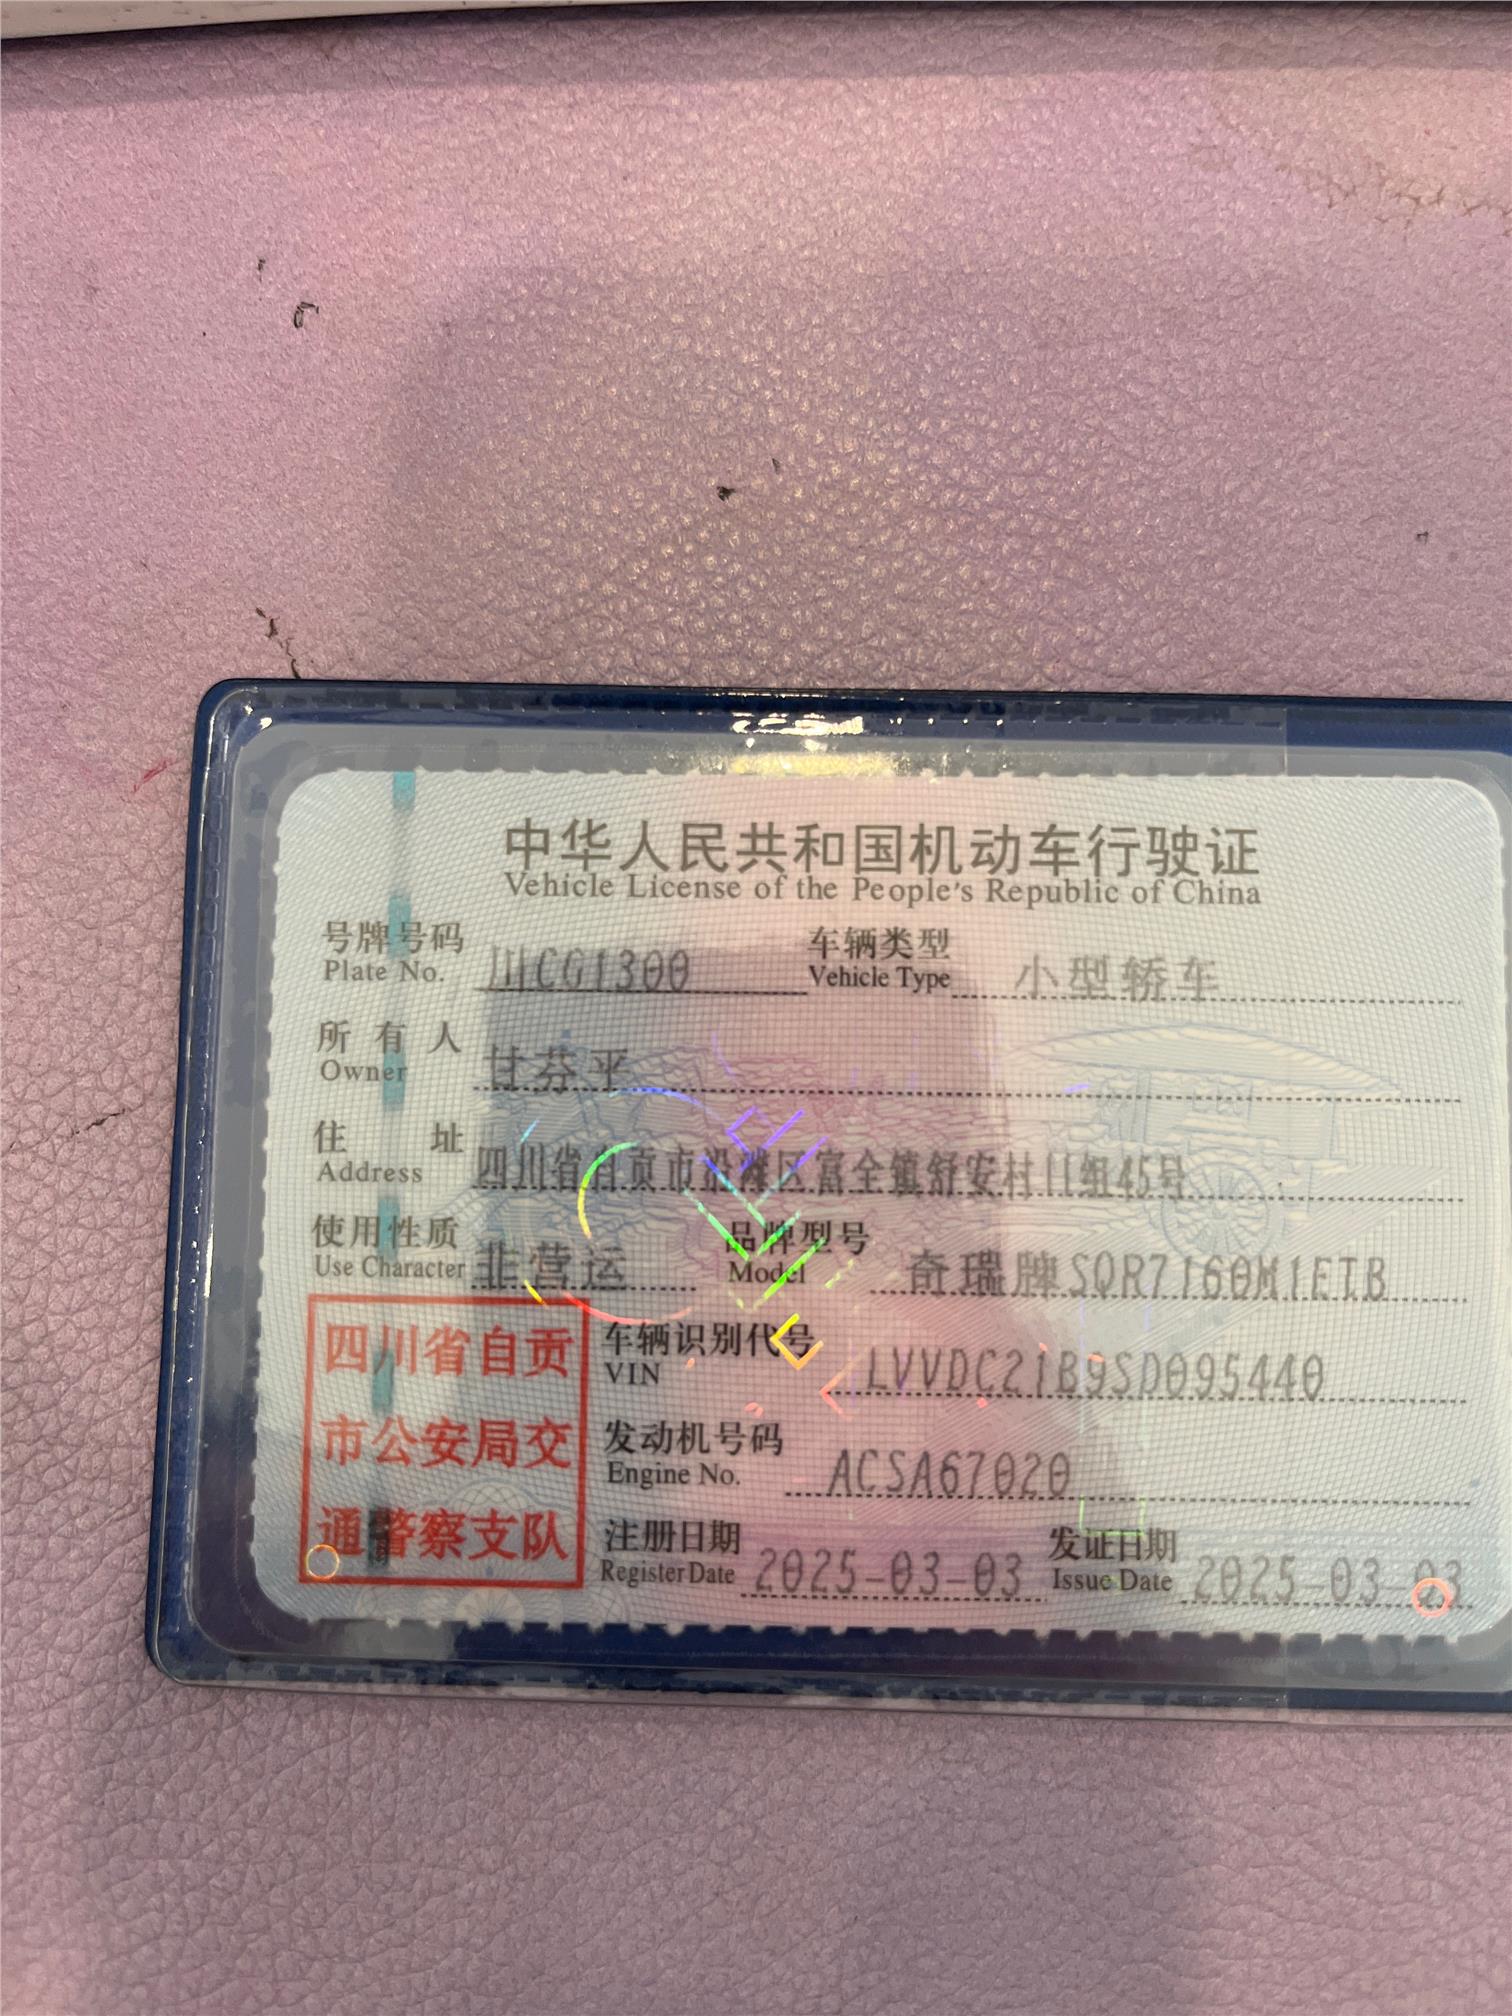 中华人民共和国机动车行驶证
Vehicle License of the People's Republic of China
号牌号码 川CG1300 车辆类型 小型轿车
Plate No. Vehicle Type
所有人 甘芬平
Owner
住址 四川省自贡市沿滩区富全镇舒安村11组45号
Address
使用性质 非营运 品牌型号 奇瑞牌SQR7160M1ETB
Use Character Model
四川省自贡
市公安局交
通警察支队
车辆识别代号 LVVDC21B9SD095440
VIN
发动机号码 ACSA67020
Engine No.
注册日期 2025-03-03 发证日期 2025-03-03
Register Date Issue Date